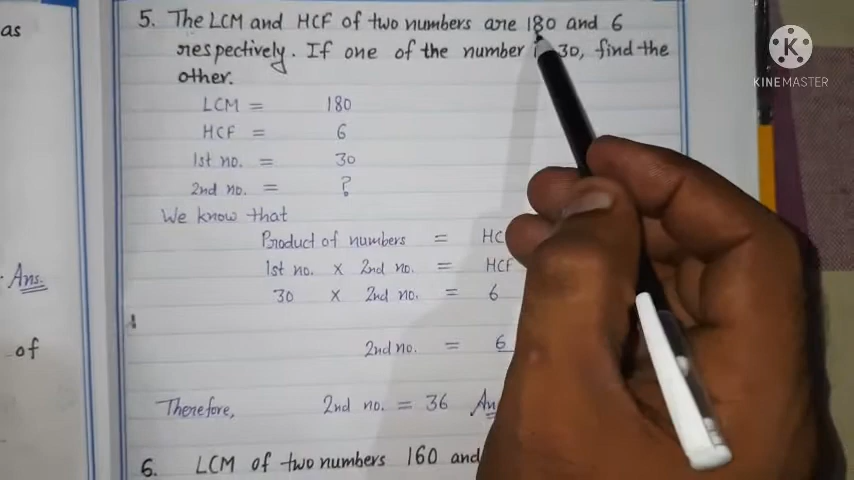 as
5. The LCM and HCF of two numbers are 180 and 6
respectively. If one of the number 30, find the
other.
LCM = 180
HCF = 6
1st no. = 30
2nd no. = ?
We know that
Product of numbers = HC
1st no. x 2nd no. = HCF
30 x 2nd no. = 6
2nd no. = 6
Therefore, 2nd no. = 36 An
6. LCM of two numbers 160 and
Ans.
of
KINEMASTER